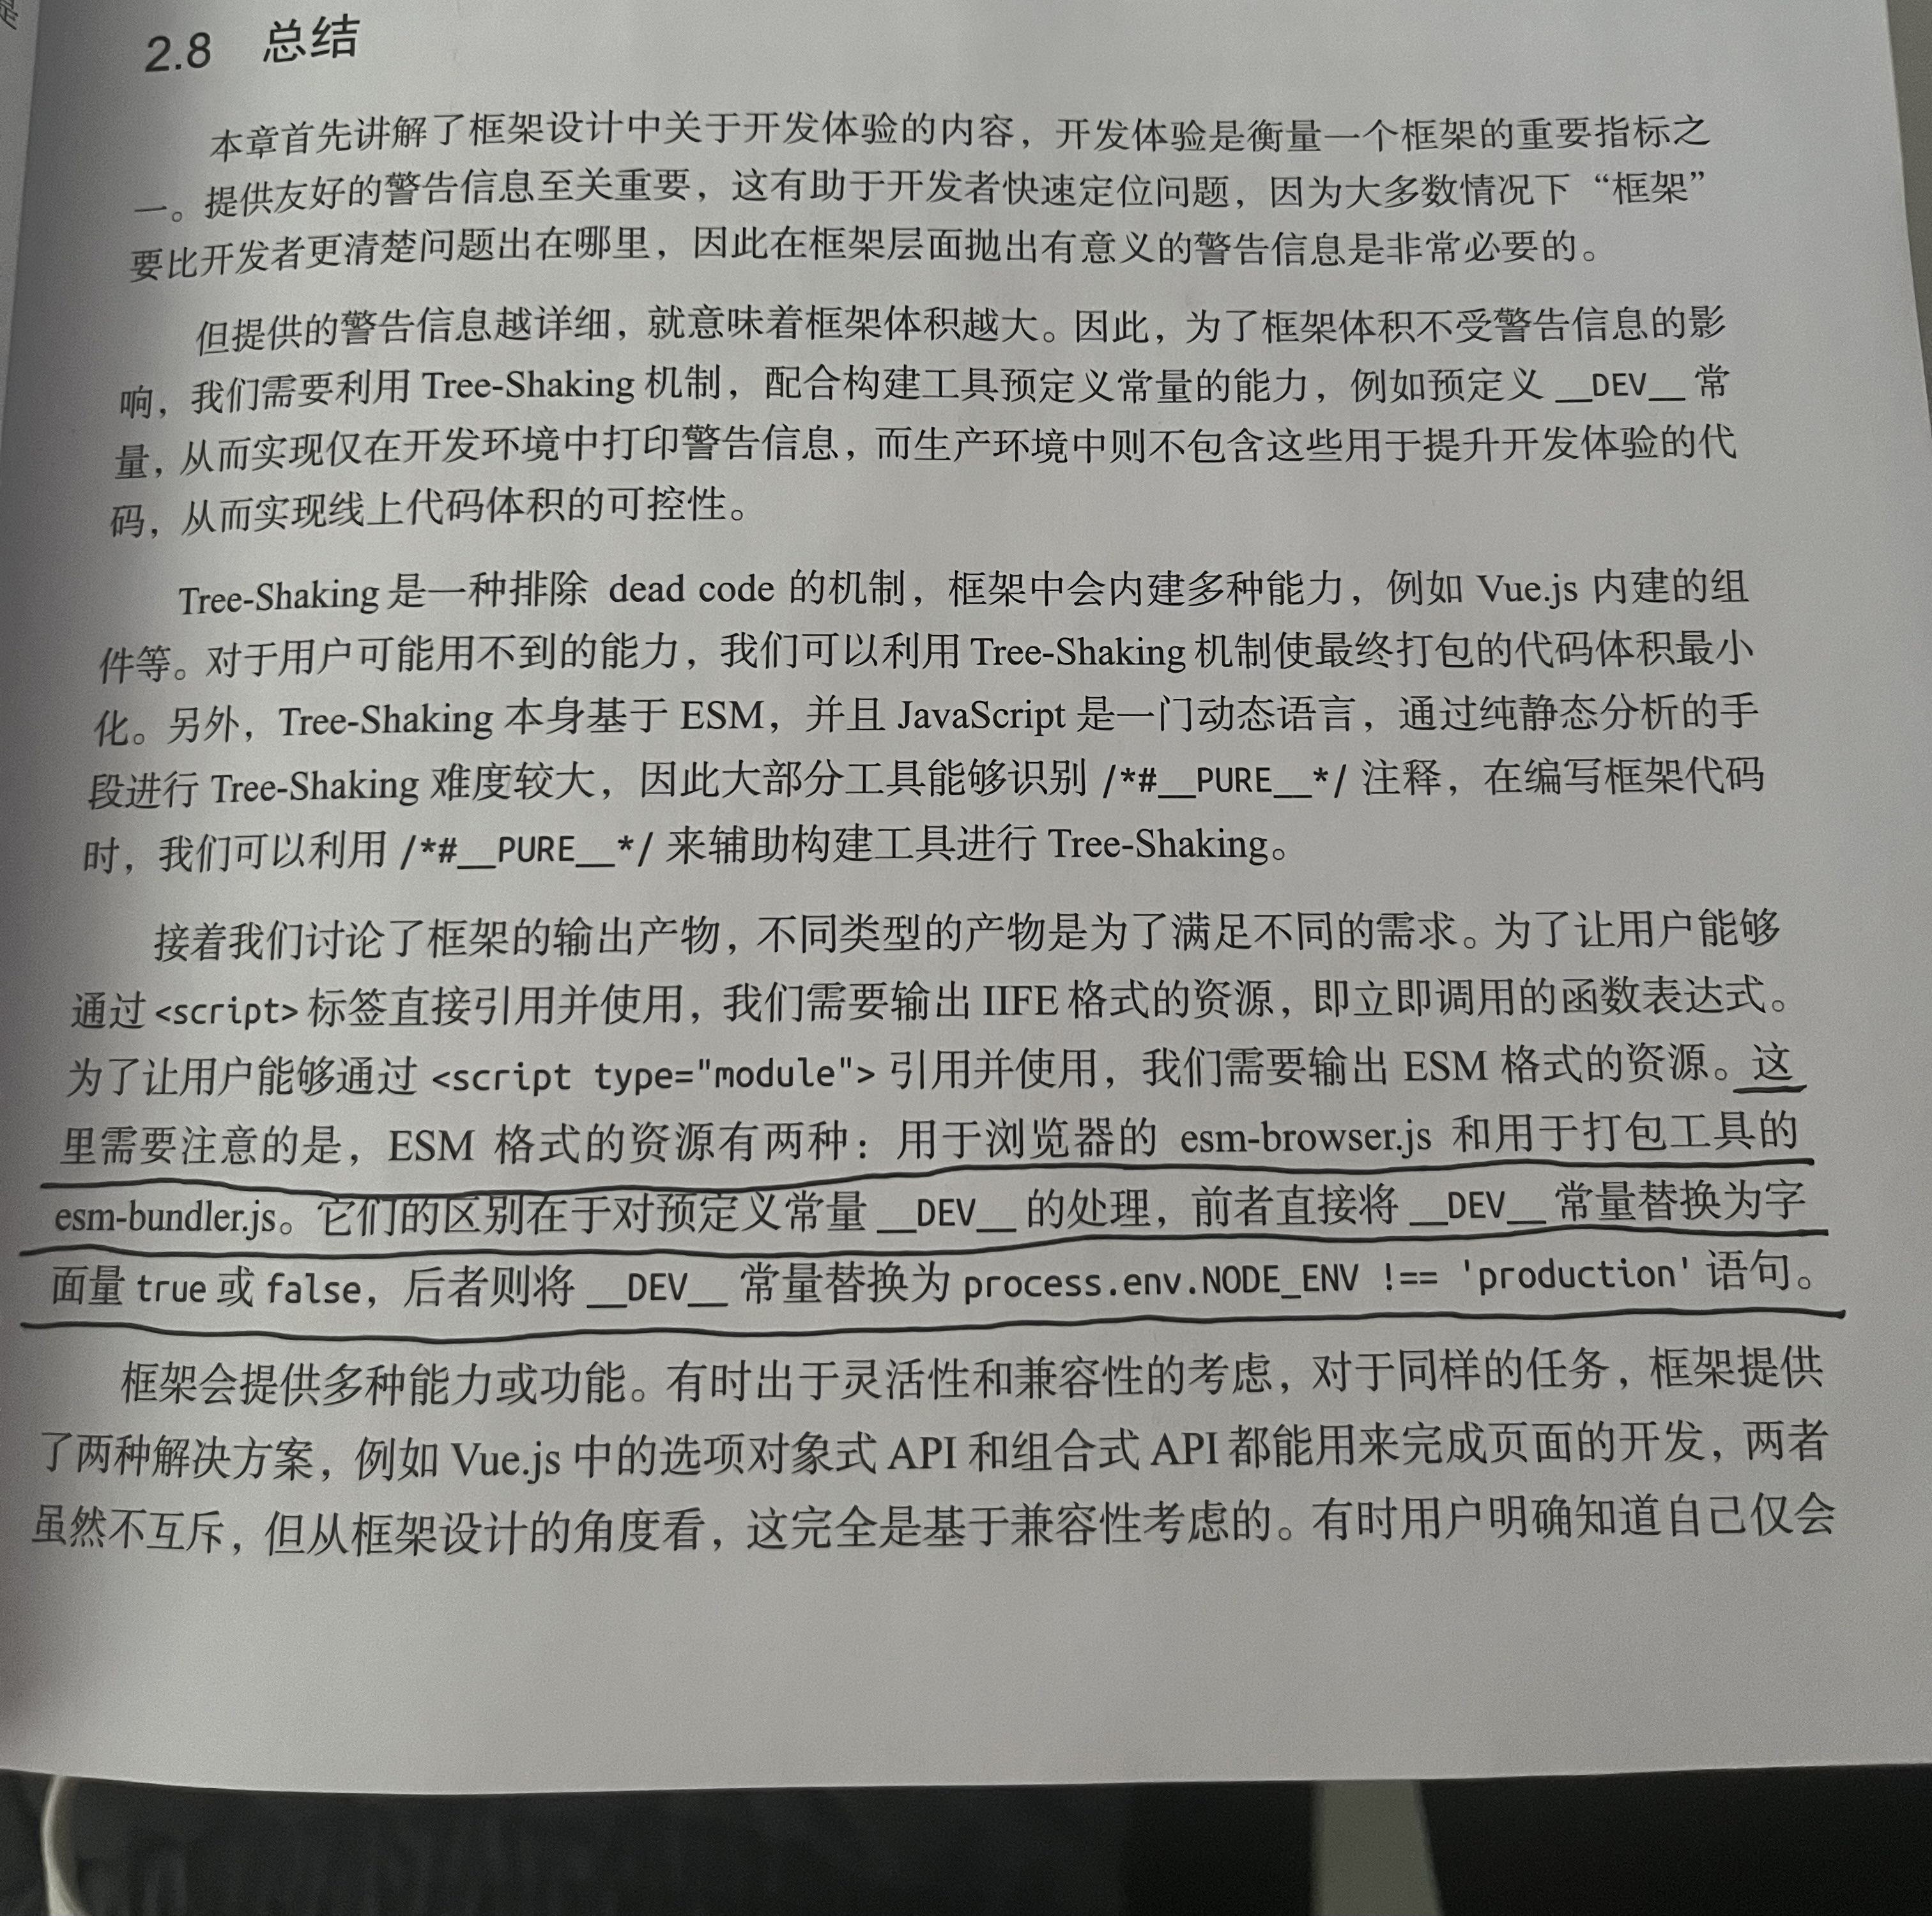 2.8 总结
本章首先讲解了框架设计中关于开发体验的内容，开发体验是衡量一个框架的重要指标之
一。提供友好的警告信息至关重要，这有助于开发者快速定位问题，因为大多数情况下“框架”
要比开发者更清楚问题出在哪里，因此在框架层面抛出有意义的警告信息是非常必要的。
但提供的警告信息越详细，就意味着框架体积越大。因此，为了框架体积不受警告信息的影
响，我们需要利用 Tree-Shaking 机制，配合构建工具预定义常量的能力，例如预定义 __DEV__ 常
量，从而实现仅在开发环境中打印警告信息，而生产环境中则不包含这些用于提升开发体验的代
码，从而实现线上代码体积的可控性。
Tree-Shaking 是一种排除 dead code 的机制，框架中会内建多种能力，例如 Vue.js 内建的组
件等。对于用户可能用不到的能力，我们可以利用 Tree-Shaking 机制使最终打包的代码体积最小
化。另外，Tree-Shaking 本身基于 ESM，并且 JavaScript 是一门动态语言，通过纯静态分析的手
段进行 Tree-Shaking 难度较大，因此大部分工具能够识别 /*#__PURE__*/ 注释，在编写框架代码
时，我们可以利用 /*#__PURE__*/ 来辅助构建工具进行 Tree-Shaking。
接着我们讨论了框架的输出产物，不同类型的产物是为了满足不同的需求。为了让用户能够
通过 <script> 标签直接引用并使用，我们需要输出 IIFE 格式的资源，即立即调用的函数表达式。
为了让用户能够通过 <script type="module"> 引用并使用，我们需要输出 ESM 格式的资源。这
里需要注意的是，ESM 格式的资源有两种：用于浏览器的 esm-browser.js 和用于打包工具的
esm-bundler.js。它们的区别在于对预定义常量 __DEV__ 的处理，前者直接将 __DEV__ 常量替换为字
面量 true 或 false，后者则将 __DEV__ 常量替换为 process.env.NODE_ENV !== 'production' 语句。
框架会提供多种能力或功能。有时出于灵活性和兼容性的考虑，对于同样的任务，框架提供
了两种解决方案，例如 Vue.js 中的选项对象式 API 和组合式 API 都能用来完成页面的开发，两者
虽然不互斥，但从框架设计的角度看，这完全是基于兼容性考虑的。有时用户明确知道自己仅会